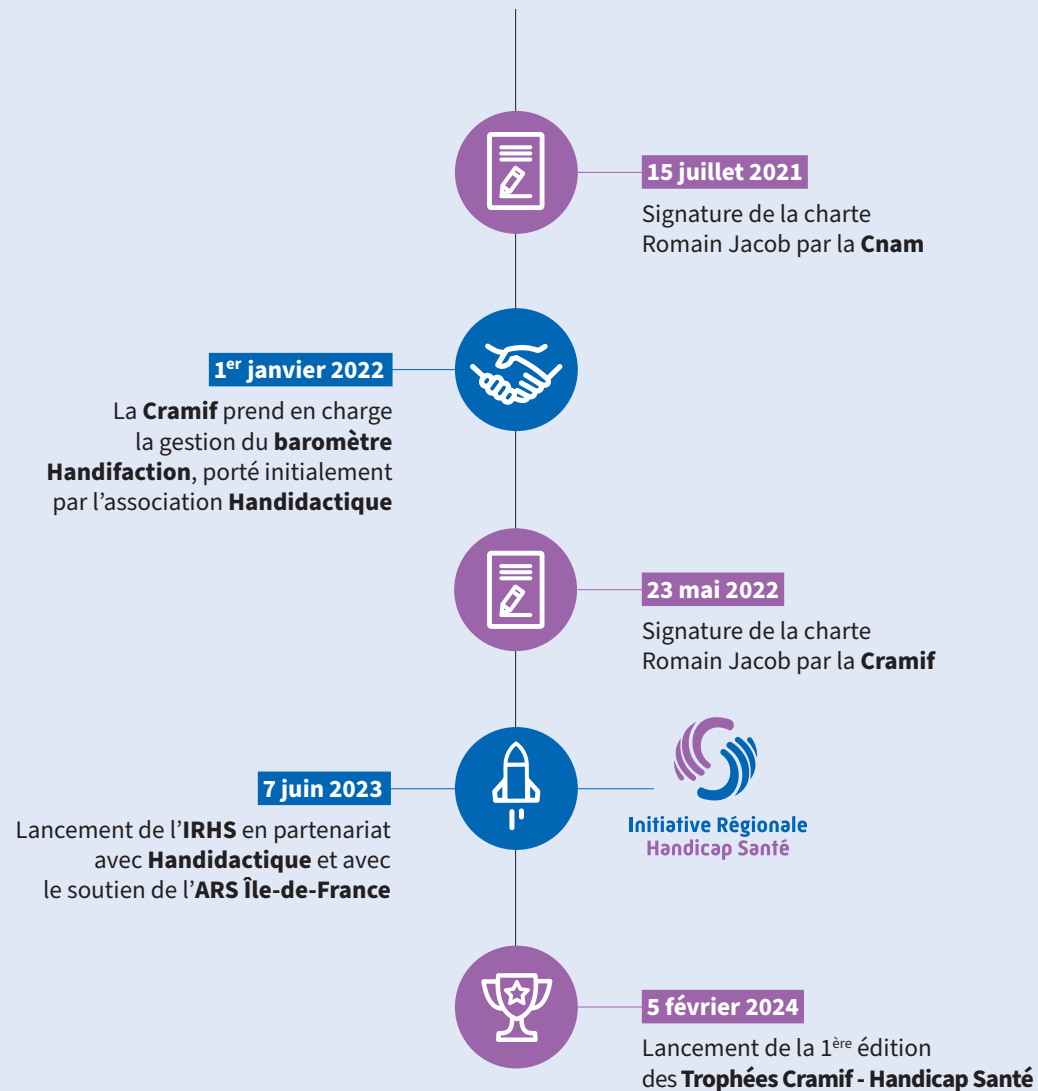 15 juillet 2021
Signature de la charte
Romain Jacob par la Cnam
1er janvier 2022
La Cramif prend en charge
la gestion du baromètre
Handifaction, porté initialement
par l'association Handidactique
23 mai 2022
Signature de la charte
Romain Jacob par la Cramif
7 juin 2023
Lancement de l'IRHS en partenariat
avec Handidactique et avec
le soutien de l'ARS Île-de-France
Initiative Régionale
Handicap Santé
5 février 2024
Lancement de la 1ère édition
des Trophées Cramif - Handicap Santé